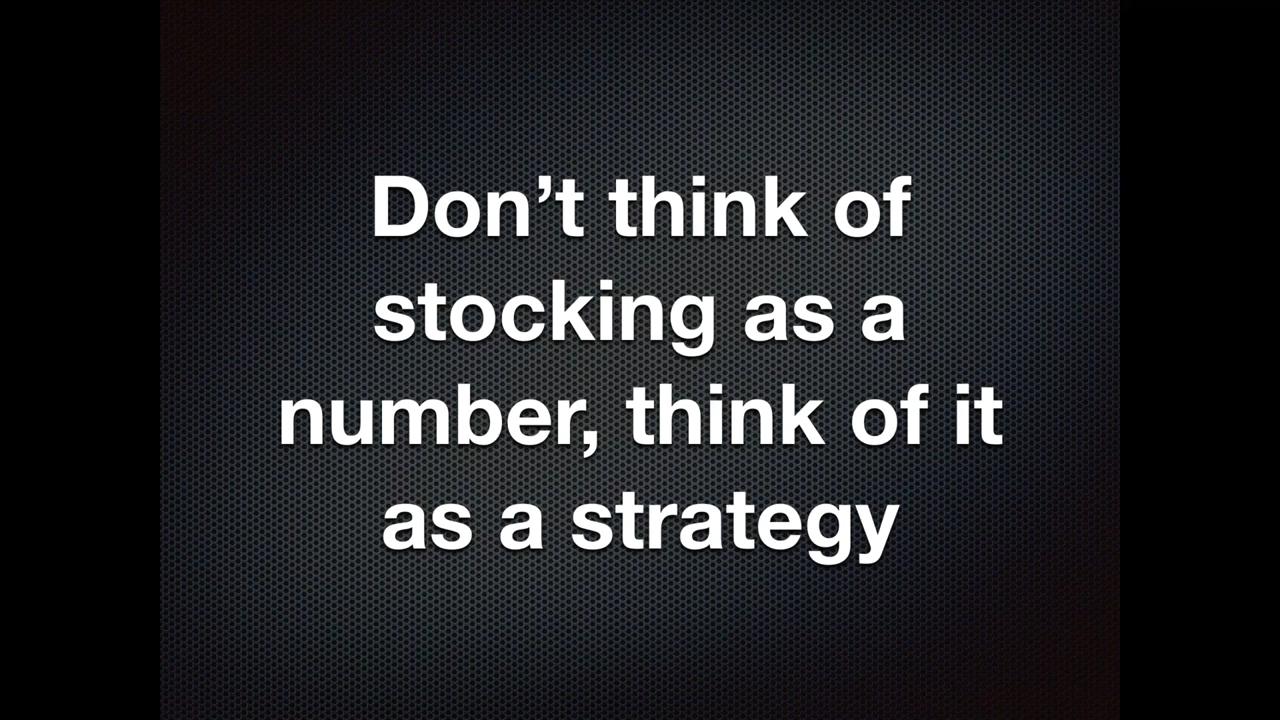 Don’t think of
stocking as a
number, think of it
as a strategy